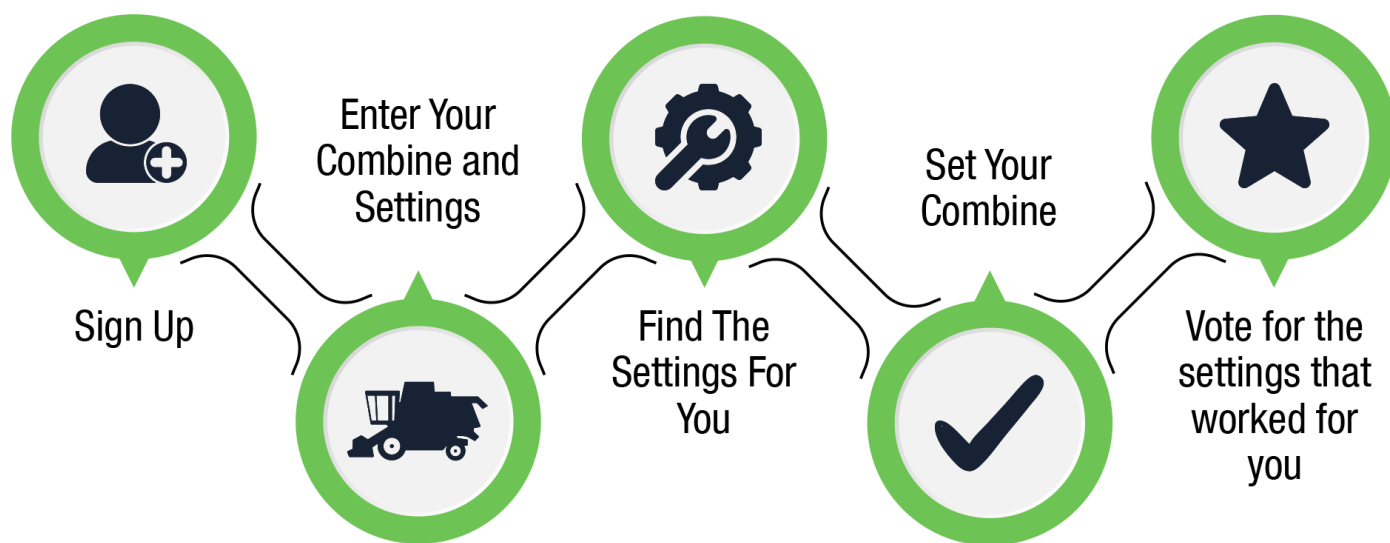 Sign Up
Enter Your
Combine and
Settings
Find The
Settings For
You
Set Your
Combine
Vote for the
settings that
worked for
you